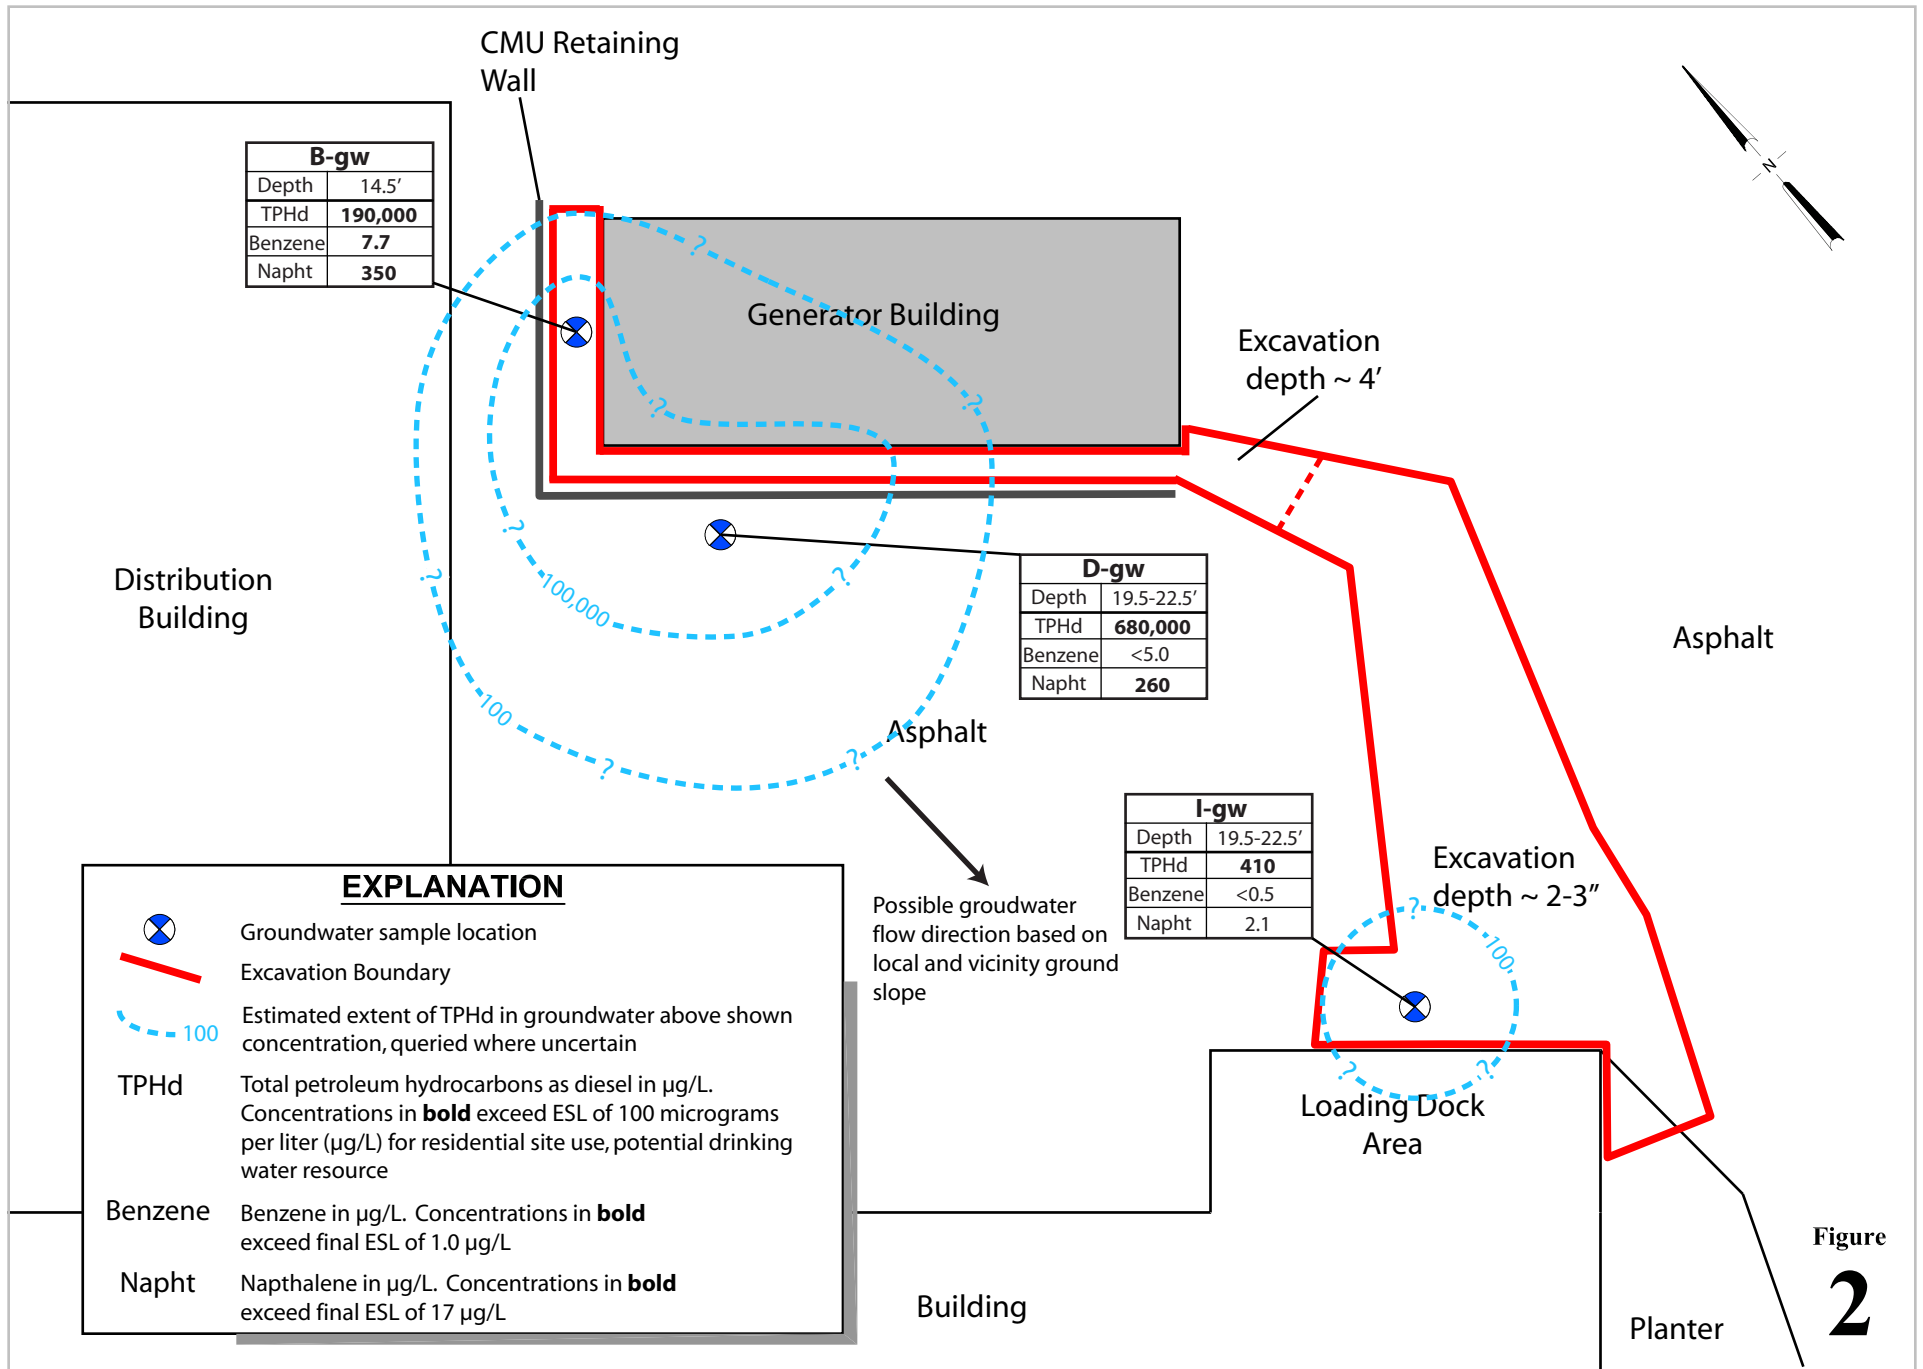 CMU Retaining
Wall
B-gw
Depth 14.5’
TPHd 190,000
Benzene 7.7
Napht 350
N
Generator Building
?
?
?
Excavation
depth ~ 4’
?
?
?
100,000
Distribution
Building
D-gw
Depth 19.5-22.5’
TPHd 680,000
Benzene <5.0
Napht 260
Asphalt
100
?
?
Asphalt
I-gw
Depth 19.5-22.5’
TPHd 410
Benzene <0.5
Napht 2.1
Excavation
depth ~ 2-3”
?
100
?
?
Possible groudwater
flow direction based on
local and vicinity ground
slope
Loading Dock
Area
EXPLANATION
Groundwater sample location
Excavation Boundary
100 Estimated extent of TPHd in groundwater above shown
concentration, queried where uncertain
TPHd Total petroleum hydrocarbons as diesel in µg/L.
Concentrations in bold exceed ESL of 100 micrograms
per liter (µg/L) for residential site use, potential drinking
water resource
Benzene Benzene in µg/L. Concentrations in bold
exceed final ESL of 1.0 µg/L
Napht Napthalene in µg/L. Concentrations in bold
exceed final ESL of 17 µg/L
Building
Planter
Figure
2